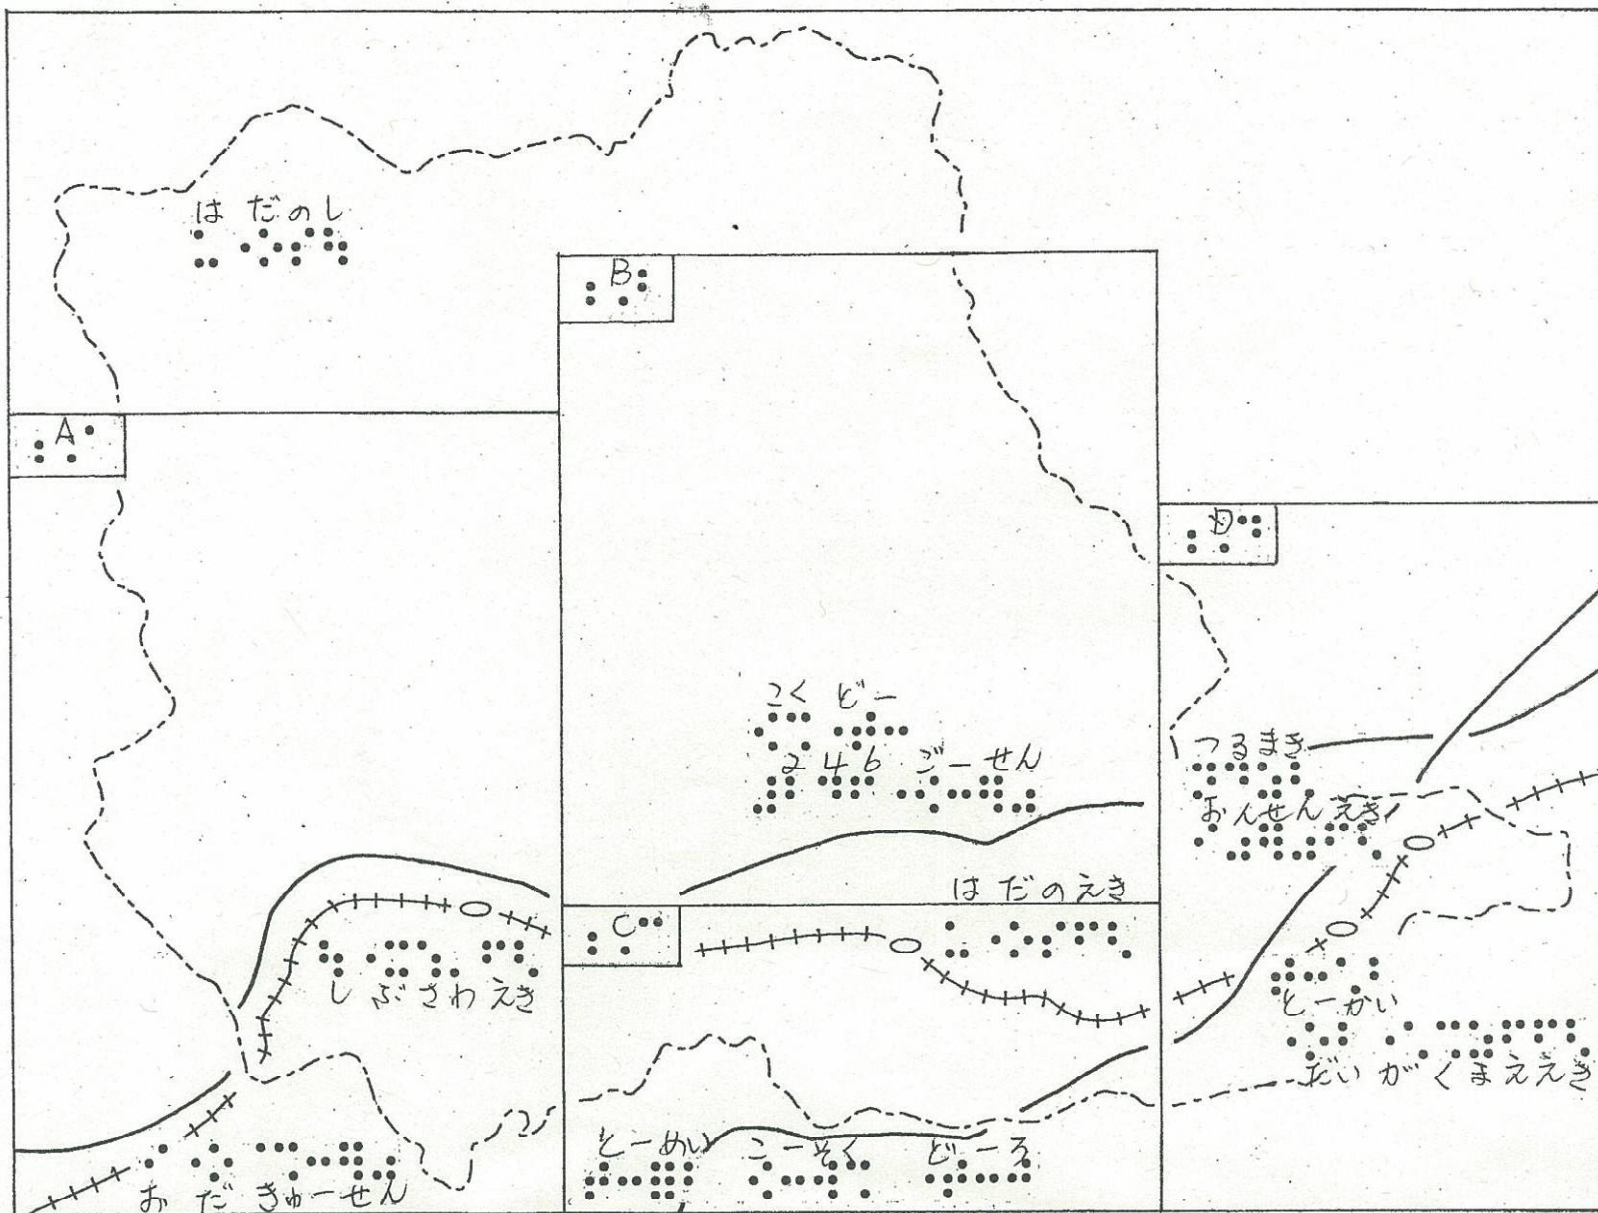 はだのし
B
A
D
こくどー
246 ごーせん
つるまき
おんせんえき
はだのえき
C
しぶさわえき
とーかい
だいがくまええき
とーめい こーそく どーろ
おだきゅーせん